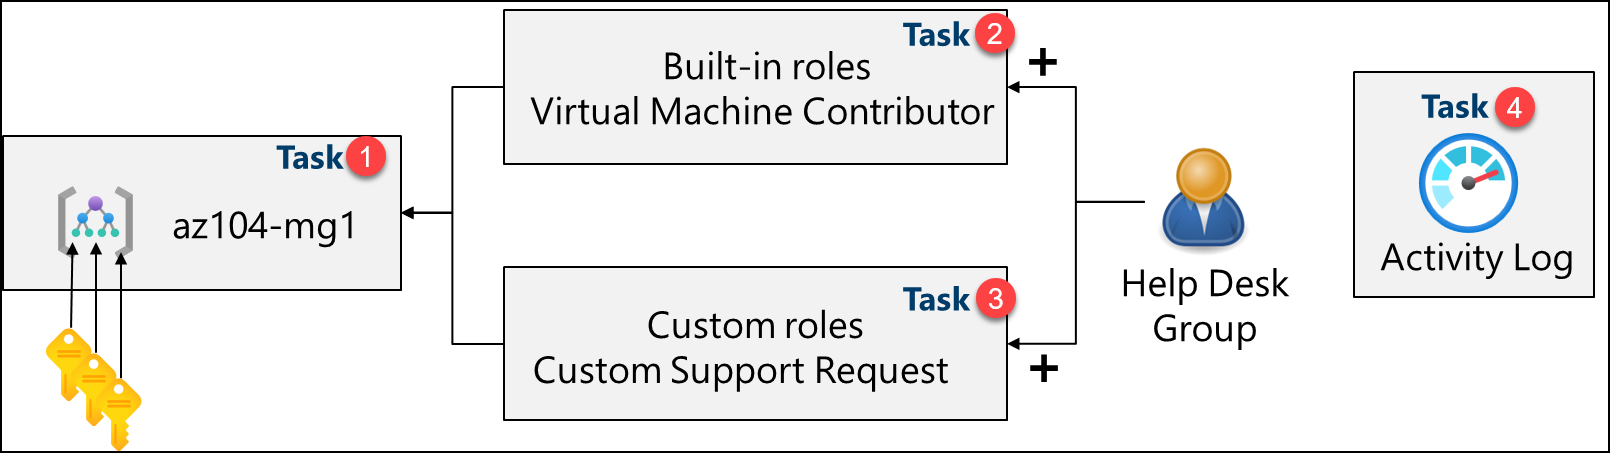 Task 1
az104-mg1
Task 2
Built-in roles
Virtual Machine Contributor
+
Task 3
Custom roles
Custom Support Request
+
Help Desk
Group
Task 4
Activity Log